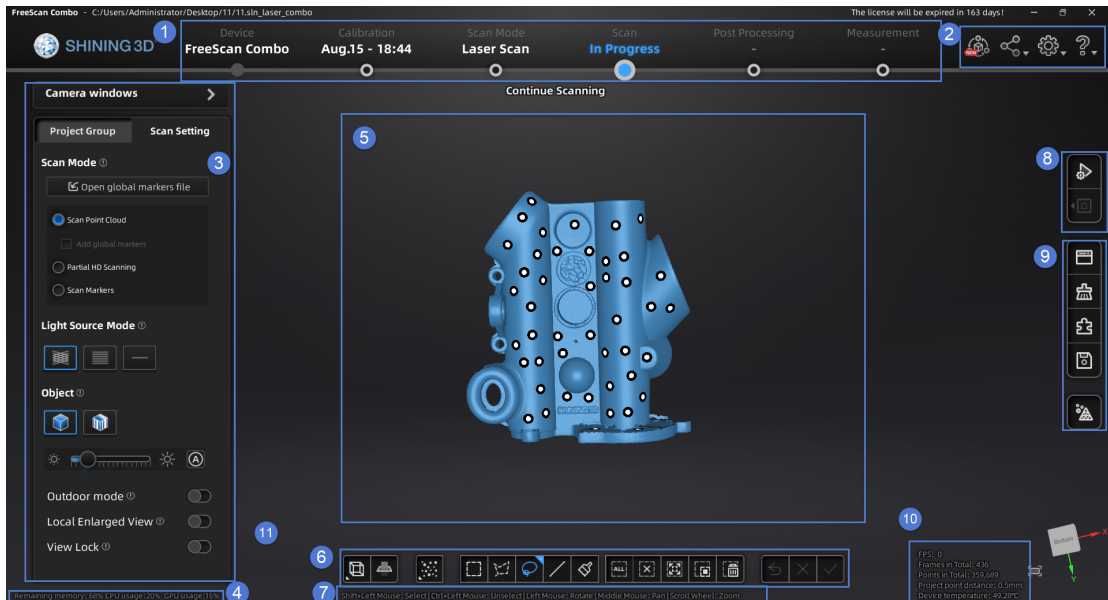 FreeScan Combo - C:/Users/Administrator/Desktop/11/11.sln_laser_combo
The license will be expired in 163 days!
SHINING 3D
1
Device
FreeScan Combo
Calibration
Aug.15 - 18:44
Scan Mode
Laser Scan
Scan
In Progress
Post Processing
-
Measurement
-
2
NEW
Continue Scanning
Camera windows
Project Group
Scan Setting
3
Scan Mode
Open global markers file
Scan Point Cloud
Add global markers
Partial HD Scanning
Scan Markers
Light Source Mode
Object
A
Outdoor mode
Local Enlarged View
View Lock
4
Remaining memory: 68% CPU usage:20% GPU usage:16%
5
SHINING 3D
11
6
ALL
7
Shift+Left Mouse: Select | Ctrl+Left Mouse: Unselect | Left Mouse: Rotate | Middle Mouse: Pan | Scroll Wheel: Zoom
8
9
10
FPS: 0
Frames in Total: 436
Points in Total: 359,689
Project point distance: 0.5mm
Device temperature: 49.28°C
Bottom
X
Y